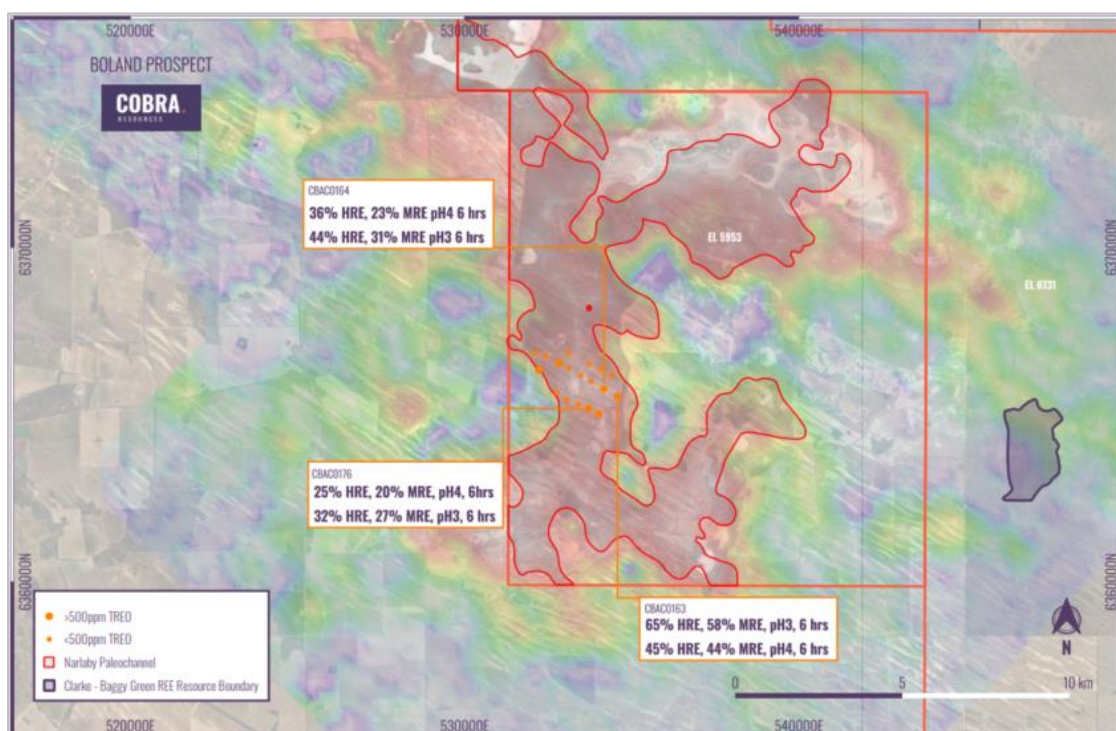 520000E
530000E
540000E
BOLAND PROSPECT
COBRA.
RESOURCES
CBAC0164
36% HRE, 23% MRE pH4 6 hrs
44% HRE, 31% MRE pH3 6 hrs
6370000N
EL 5953
6370000N
EL 6131
CBAC0176
25% HRE, 20% MRE, pH4, 6hrs
32% HRE, 27% MRE, pH3, 6 hrs
6360000N
6360000N
CBAC0163
65% HRE, 58% MRE, pH3, 6 hrs
45% HRE, 44% MRE, pH4, 6 hrs
>500ppm TREO
<500ppm TREO
Narlaby Paleochannel
Clarke - Baggy Green REE Resource Boundary
N
0
5
10 km
520000E
530000E
540000E